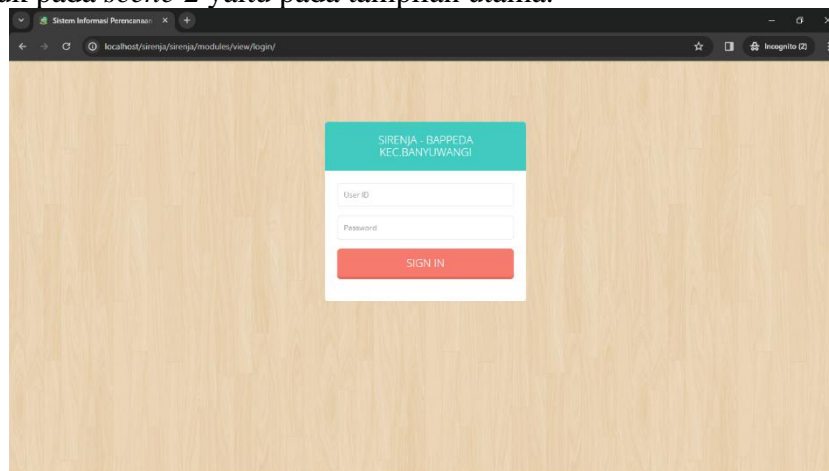 pada scene 2 yaitu pada tampilan utama.
Sistem Informasi Perencanaan
localhost/sirenja/sirenja/modules/view/login/
Incognito (2)
SIRENJA - BAPPEDA
KEC.BANYUWANGI
User ID
Password
SIGN IN